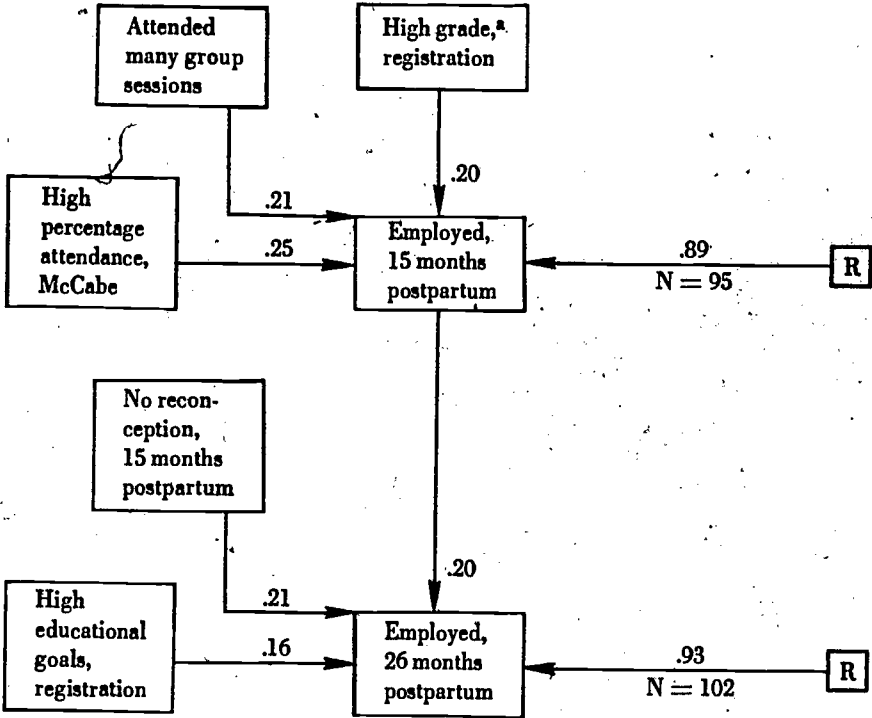 Attended
many group
sessions
High grade,ª
registration
.20
.21
High
percentage
attendance,
McCabe
.25
Employed,
15 months
postpartum
.89
N = 95
R
No recon-
ception,
15 months
postpartum
.20
.21
High
educational
goals,
registration
.16
Employed,
26 months
postpartum
.93
N = 102
R